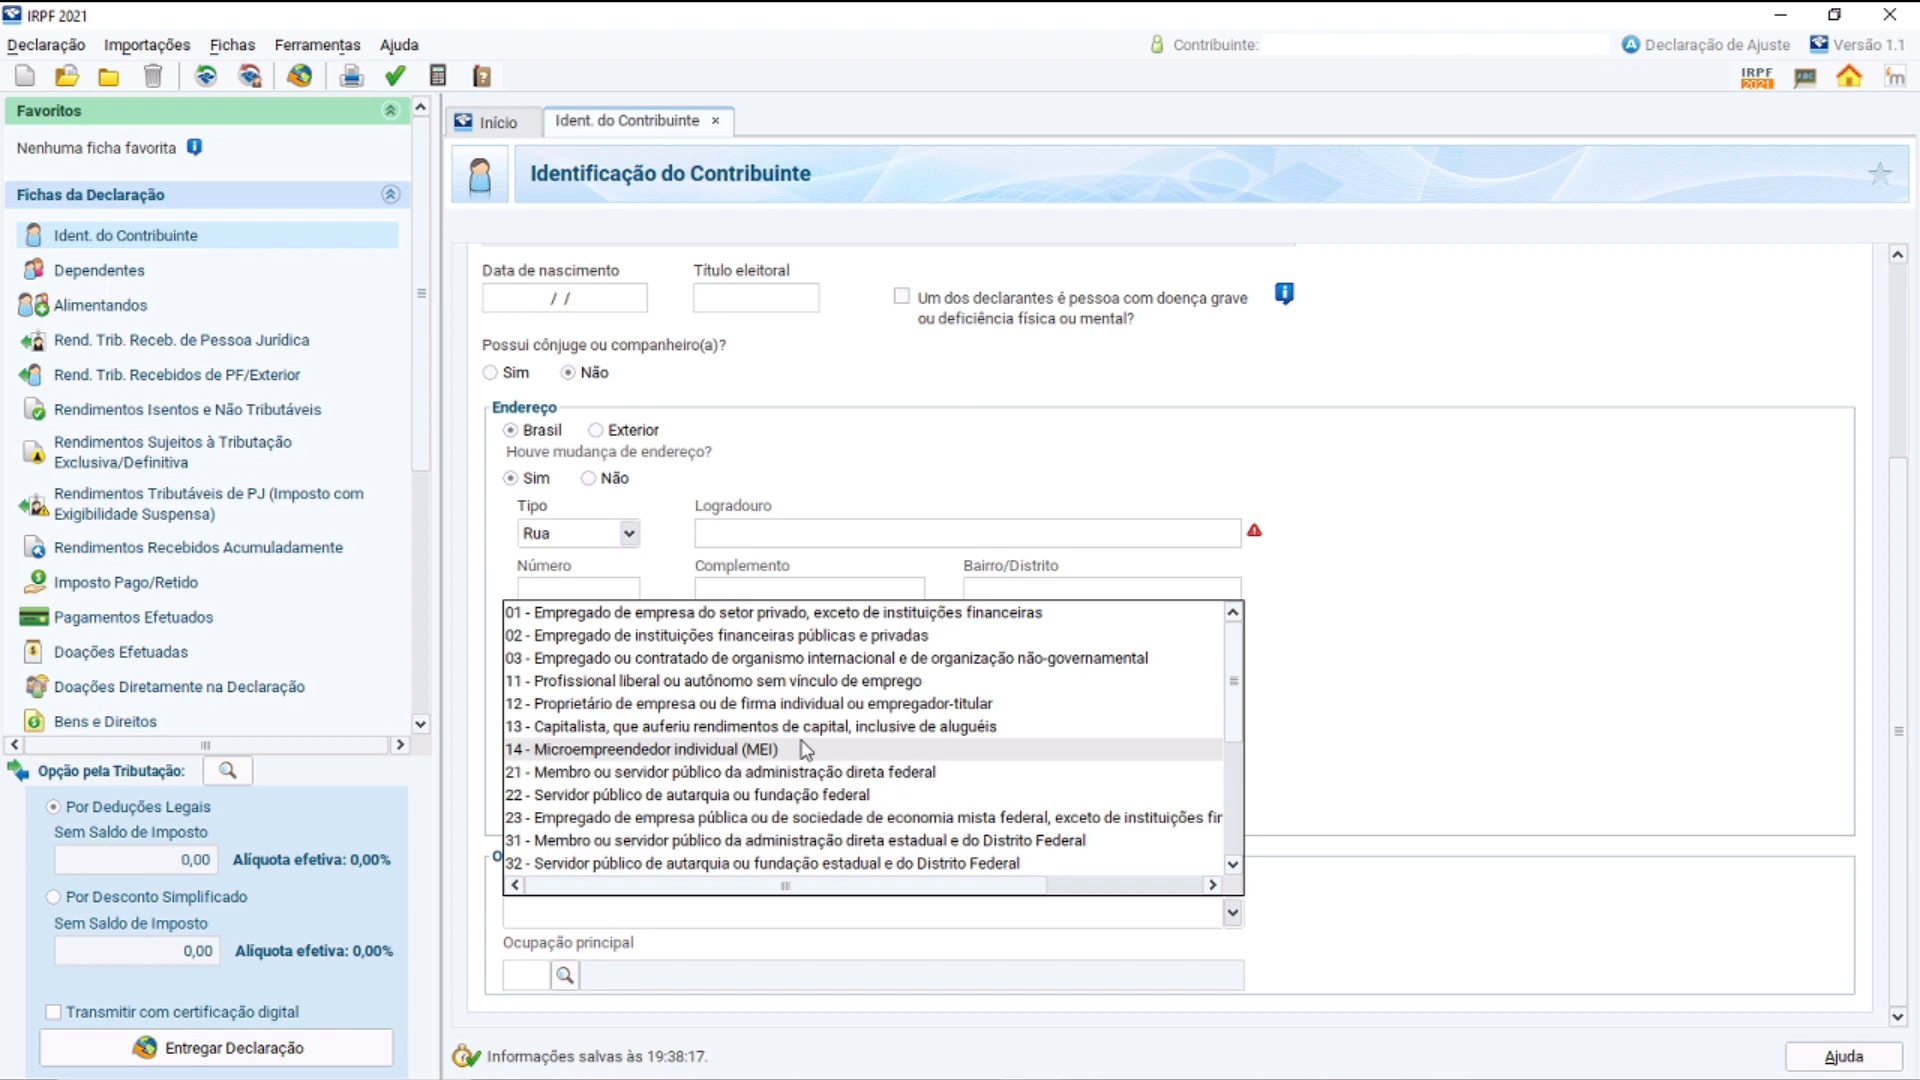 IRPF 2021
Declaração Importações Fichas Ferramentas Ajuda
Contribuinte:
Declaração de Ajuste
Versão 1.1
IRPF
2021
ABC
Favoritos
Nenhuma ficha favorita
Fichas da Declaração
Ident. do Contribuinte
Dependentes
Alimentandos
Rend. Trib. Receb. de Pessoa Jurídica
Rend. Trib. Recebidos de PF/Exterior
Rendimentos Isentos e Não Tributáveis
Rendimentos Sujeitos à Tributação
Exclusiva/Definitiva
Rendimentos Tributáveis de PJ (Imposto com
Exigibilidade Suspensa)
Rendimentos Recebidos Acumuladamente
Imposto Pago/Retido
Pagamentos Efetuados
Doações Efetuadas
Doações Diretamente na Declaração
Bens e Direitos
Opção pela Tributação:
Por Deduções Legais
Sem Saldo de Imposto
0,00 Alíquota efetiva: 0,00%
Por Desconto Simplificado
Sem Saldo de Imposto
0,00 Alíquota efetiva: 0,00%
Transmitir com certificação digital
Entregar Declaração
Início
Ident. do Contribuinte ×
Identificação do Contribuinte
Data de nascimento
Título eleitoral
/ /
Um dos declarantes é pessoa com doença grave
ou deficiência física ou mental?
Possui cônjuge ou companheiro(a)?
Sim Não
Endereço
Brasil Exterior
Houve mudança de endereço?
Sim Não
Tipo
Logradouro
Rua
Número
Complemento
Bairro/Distrito
01 - Empregado de empresa do setor privado, exceto de instituições financeiras
02 - Empregado de instituições financeiras públicas e privadas
03 - Empregado ou contratado de organismo internacional e de organização não-governamental
11 - Profissional liberal ou autônomo sem vínculo de emprego
12 - Proprietário de empresa ou de firma individual ou empregador-titular
13 - Capitalista, que auferiu rendimentos de capital, inclusive de aluguéis
14 - Microempreendedor individual (MEI)
21 - Membro ou servidor público da administração direta federal
22 - Servidor público de autarquia ou fundação federal
23 - Empregado de empresa pública ou de sociedade de economia mista federal, exceto de instituições fir
31 - Membro ou servidor público da administração direta estadual e do Distrito Federal
32 - Servidor público de autarquia ou fundação estadual e do Distrito Federal
Ocupação principal
Informações salvas às 19:38:17.
Ajuda